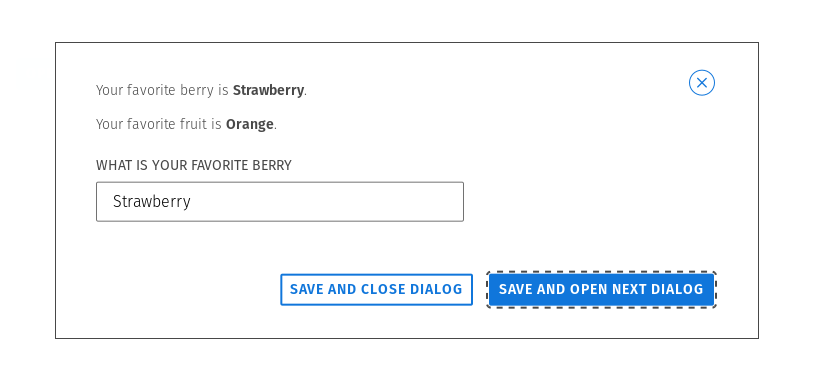 Your favorite berry is Strawberry.
Your favorite fruit is Orange.
WHAT IS YOUR FAVORITE BERRY
Strawberry
SAVE AND CLOSE DIALOG
SAVE AND OPEN NEXT DIALOG